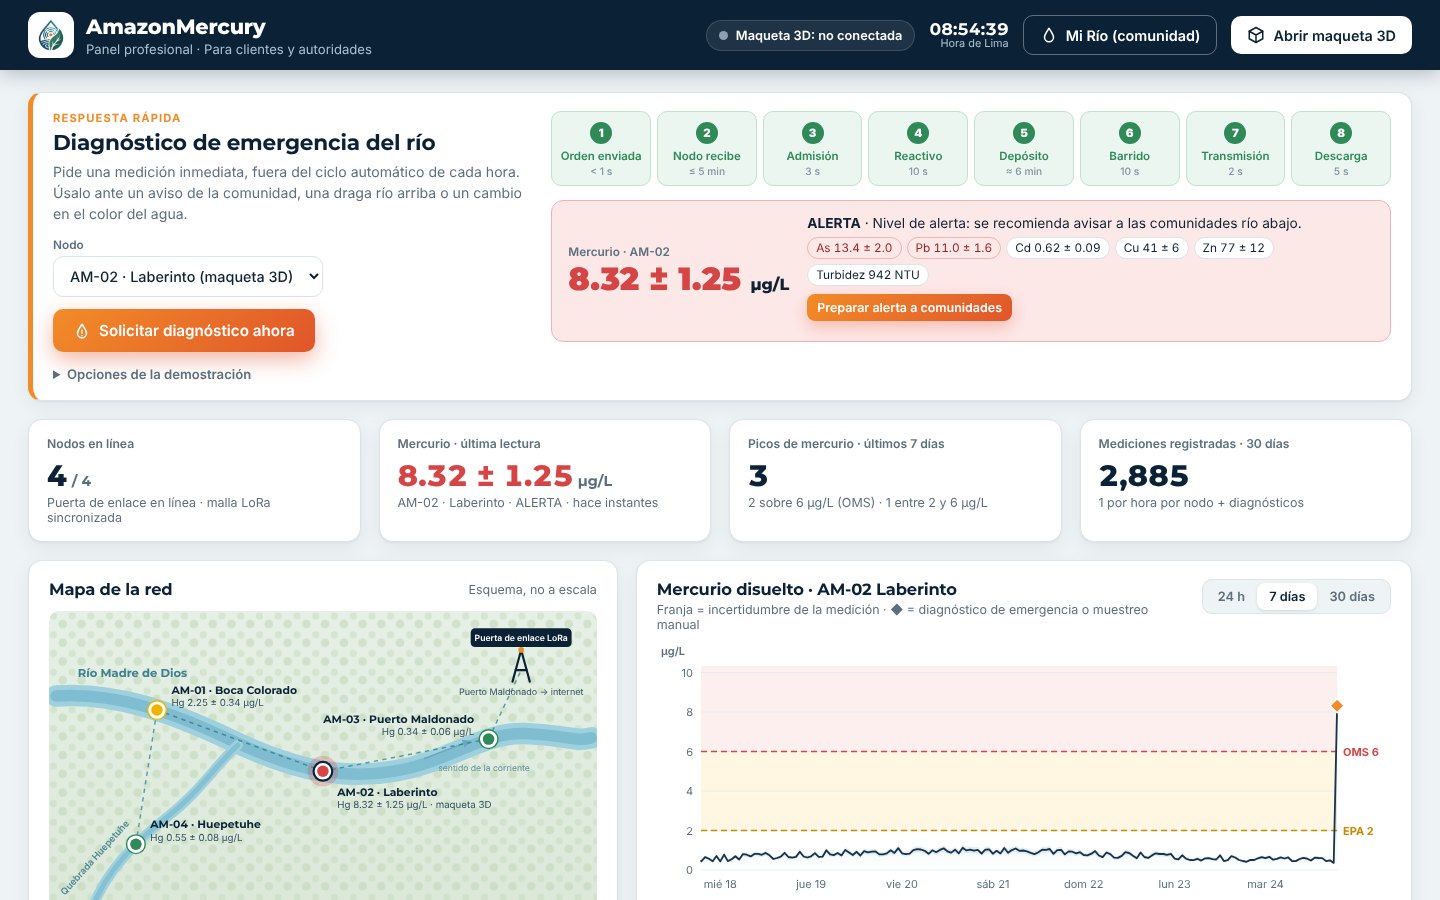 AmazonMercury
Panel profesional · Para clientes y autoridades
Maqueta 3D: no conectada
08:54:39
Hora de Lima
Mi Río (comunidad)
Abrir maqueta 3D
RESPUESTA RÁPIDA
Diagnóstico de emergencia del río
Pide una medición inmediata, fuera del ciclo automático de cada hora.
Úsalo ante un aviso de la comunidad, una draga río arriba o un cambio
en el color del agua.
Nodo
AM-02 · Laberinto (maqueta 3D)
Solicitar diagnóstico ahora
Opciones de la demostración
1
Orden enviada
< 1 s
2
Nodo recibe
≤ 5 min
3
Admisión
3 s
4
Reactivo
10 s
5
Depósito
≈ 6 min
6
Barrido
10 s
7
Transmisión
2 s
8
Descarga
5 s
Mercurio · AM-02
8.32 ± 1.25 µg/L
ALERTA · Nivel de alerta: se recomienda avisar a las comunidades río abajo.
As 13.4 ± 2.0
Pb 11.0 ± 1.6
Cd 0.62 ± 0.09
Cu 41 ± 6
Zn 77 ± 12
Turbidez 942 NTU
Preparar alerta a comunidades
Nodos en línea
4 / 4
Puerta de enlace en línea · malla LoRa
sincronizada
Mercurio · última lectura
8.32 ± 1.25 µg/L
AM-02 · Laberinto · ALERTA · hace instantes
Picos de mercurio · últimos 7 días
3
2 sobre 6 µg/L (OMS) · 1 entre 2 y 6 µg/L
Mediciones registradas · 30 días
2,885
1 por hora por nodo + diagnósticos
Mapa de la red
Esquema, no a escala
Puerta de enlace LoRa
Puerto Maldonado → internet
Río Madre de Dios
AM-01 · Boca Colorado
Hg 2.25 ± 0.34 µg/L
AM-03 · Puerto Maldonado
Hg 0.34 ± 0.06 µg/L
sentido de la corriente
AM-02 · Laberinto
Hg 8.32 ± 1.25 µg/L · maqueta 3D
AM-04 · Huepetuhe
Hg 0.55 ± 0.08 µg/L
Quebrada Huepetuhe
Mercurio disuelto · AM-02 Laberinto
Franja = incertidumbre de la medición · ◆ = diagnóstico de emergencia o muestreo
manual
24 h
7 días
30 días
µg/L
10
8
6
4
2
0
OMS 6
EPA 2
mié 18
jue 19
vie 20
sáb 21
dom 22
lun 23
mar 24